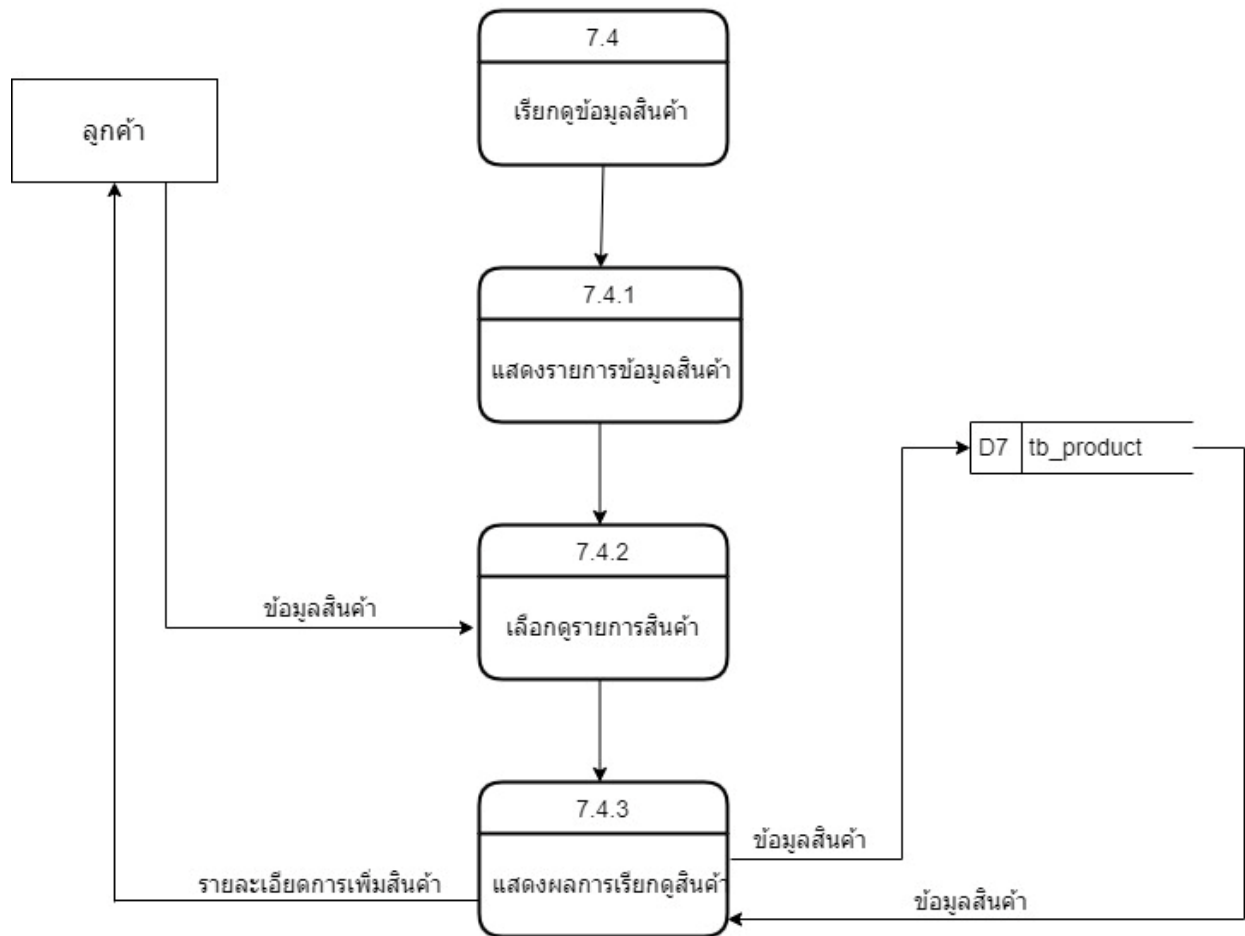 7.4
เรียกดูข้อมูลสินค้า
ลูกค้า
7.4.1
แสดงรายการข้อมูลสินค้า
D7 tb_product
7.4.2
ข้อมูลสินค้า
เลือกดูรายการสินค้า
7.4.3
ข้อมูลสินค้า
รายละเอียดการเพิ่มสินค้า
แสดงผลการเรียกดูสินค้า
ข้อมูลสินค้า